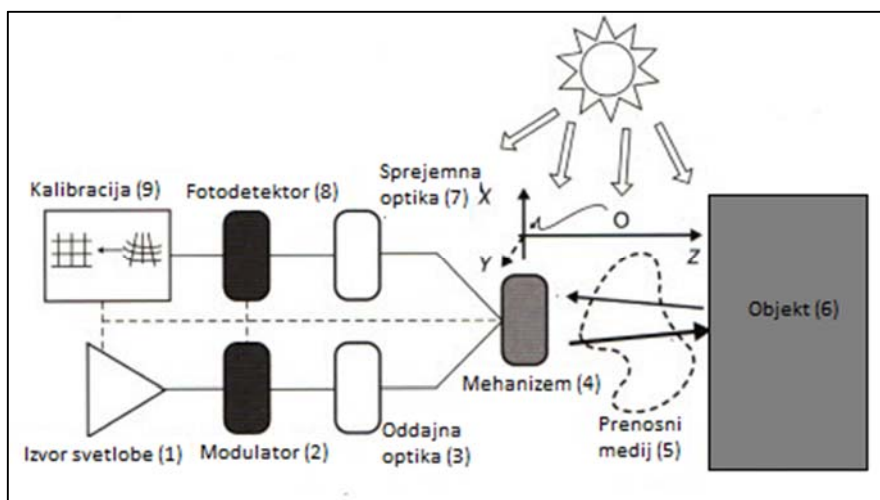 Kalibracija (9)
Fotodetektor (8)
Sprejemna
optika (7)
X
O
Y
Z
Objekt (6)
Mehanizem (4)
Prenosni
medij (5)
Izvor svetlobe (1)
Modulator (2)
Oddajna
optika (3)